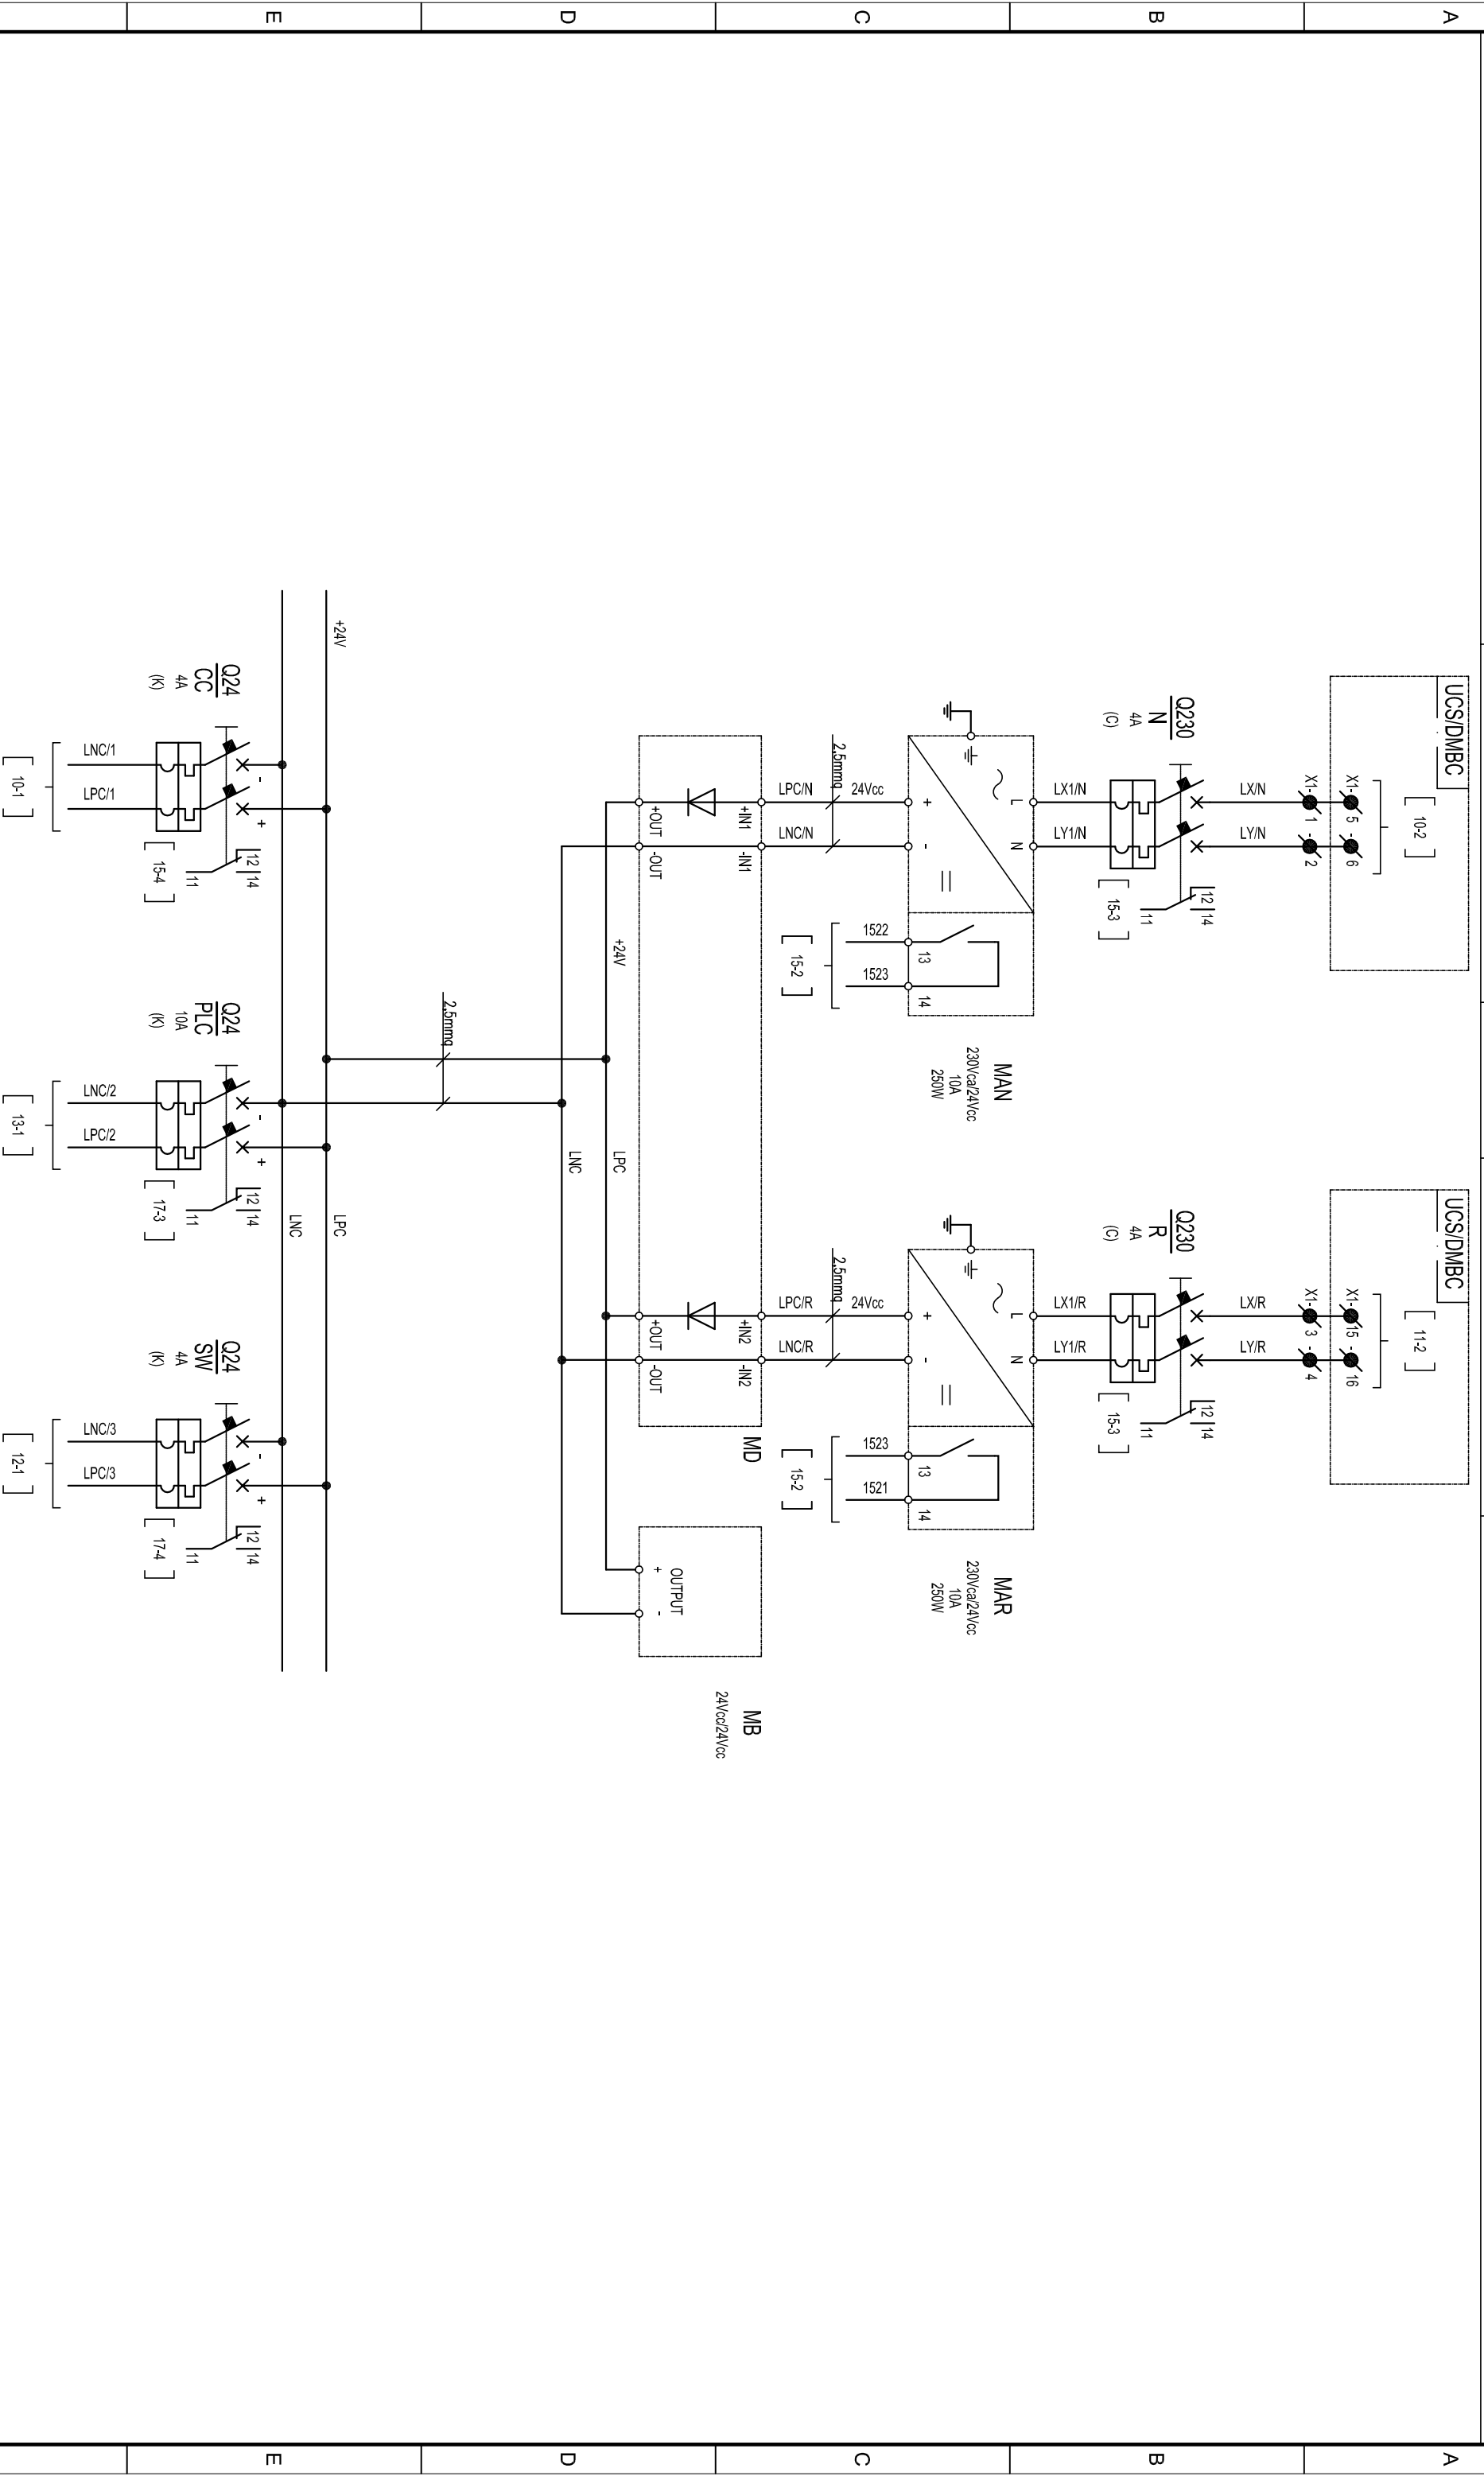 A
B
C
D
E
UCS/DMBC
10-2
X1- 5 - 6
X1- 1 - 2
LX/N
LY/N
Q230
N
4A
(C)
12 14
11
15-3
LX1/N
LY1/N
L
N
+
-
13
14
MAN
230Vca/24Vcc
10A
250W
24Vcc
2,5mmq
LPC/N
LNC/N
1522
1523
15-2
UCS/DMBC
11-2
X1- 15 - 16
X1- 3 - 4
LX/R
LY/R
Q230
R
4A
(C)
12 14
11
15-3
LX1/R
LY1/R
L
N
+
-
13
14
MAR
230Vca/24Vcc
10A
250W
24Vcc
2,5mmq
LPC/R
LNC/R
1523
1521
15-2
+IN1
-IN1
+OUT
-OUT
+IN2
-IN2
+OUT
-OUT
MD
OUTPUT
+
-
MB
24Vcc/24Vcc
+24V
LPC
LNC
2,5mmq
+24V
LPC
LNC
Q24
CC
4A
(K)
-
+
12 14
11
15-4
LNC/1
LPC/1
10-1
Q24
PLC
10A
(K)
-
+
12 14
11
17-3
LNC/2
LPC/2
13-1
Q24
SW
4A
(K)
-
+
12 14
11
17-4
LNC/3
LPC/3
12-1
A
B
C
D
E